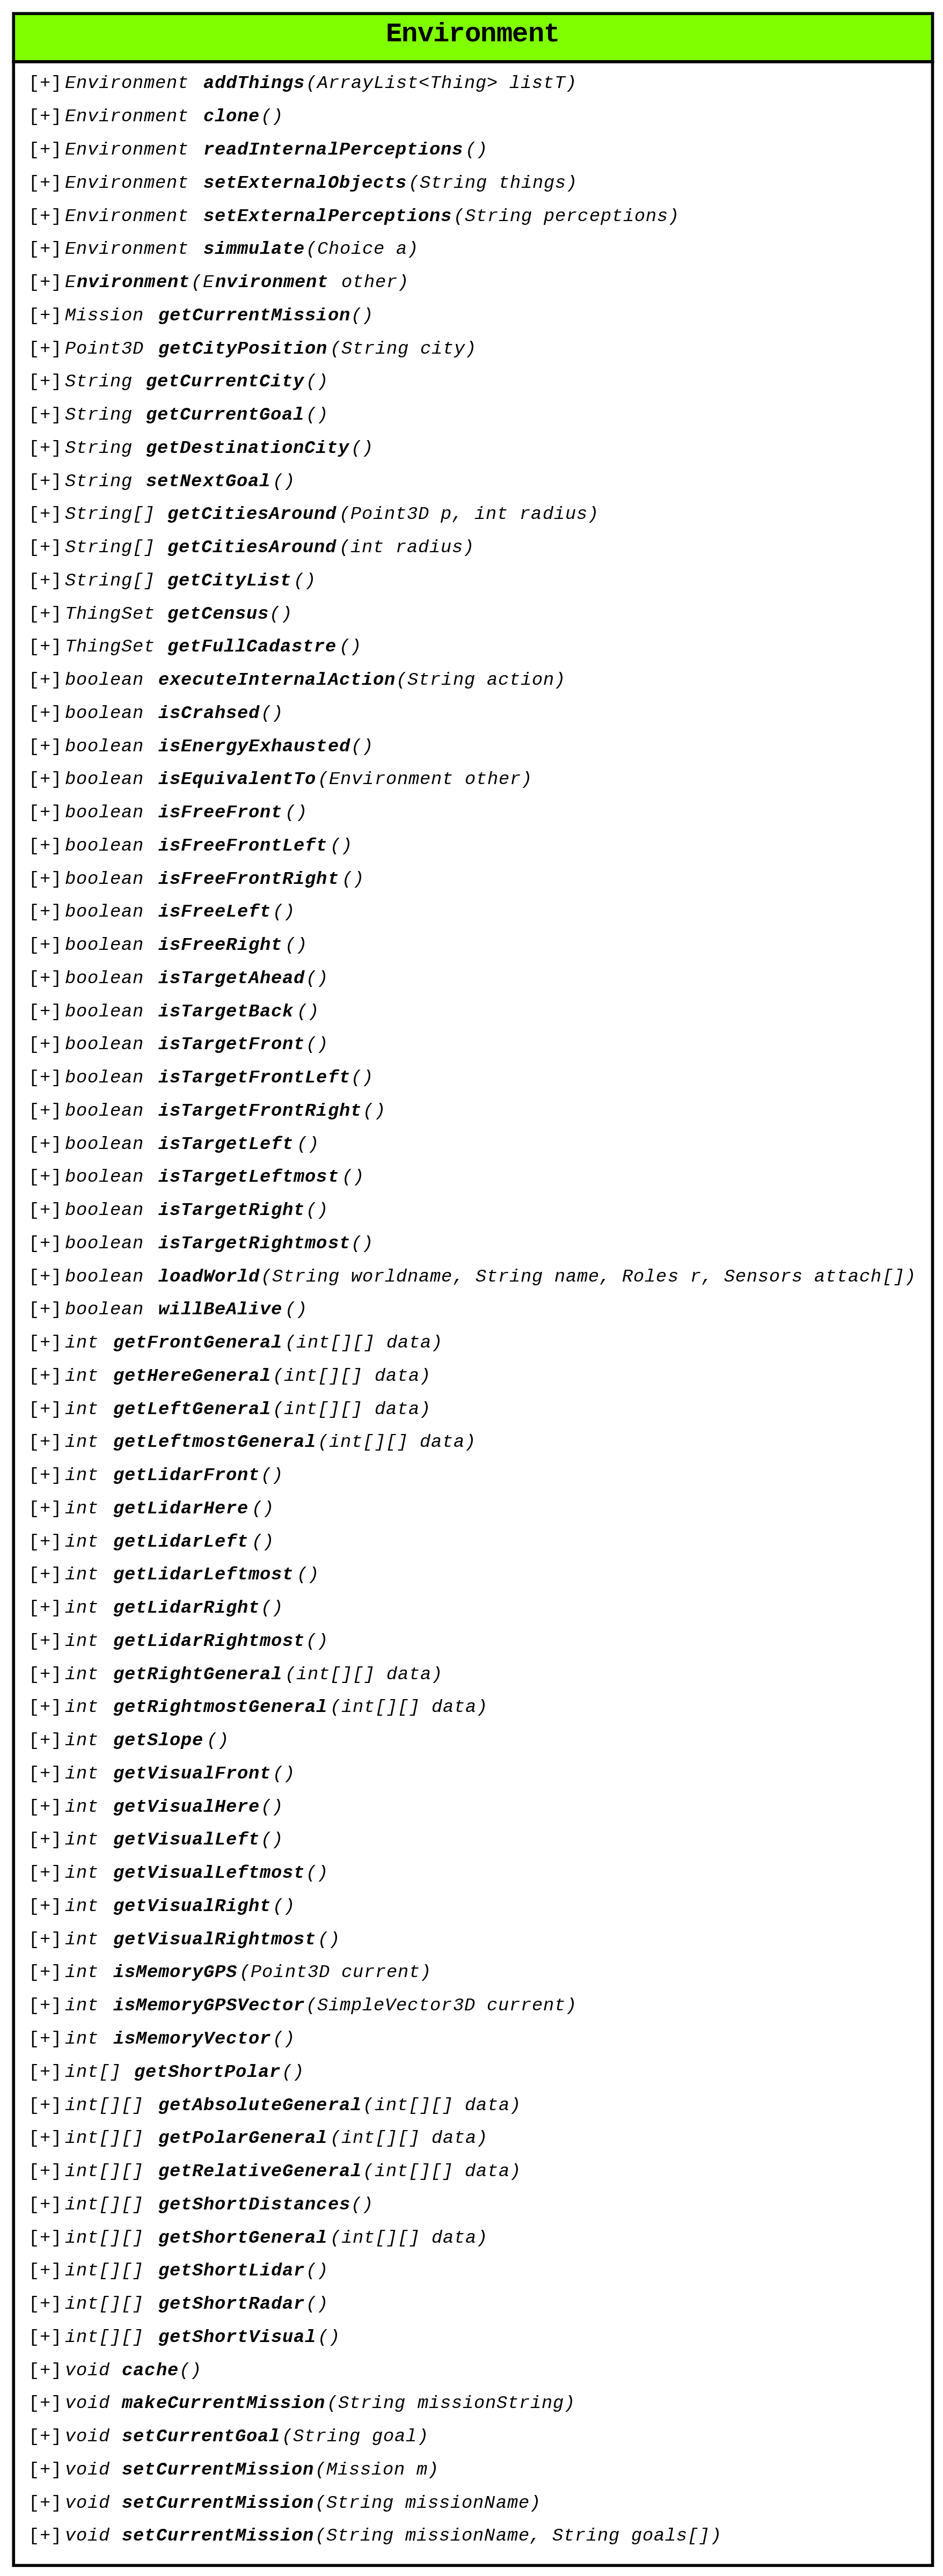 Environment
[+] Environment addThings(ArrayList<Thing> listT)
[+] Environment clone()
[+] Environment readInternalPerceptions()
[+] Environment setExternalObjects(String things)
[+] Environment setExternalPerceptions(String perceptions)
[+] Environment simmulate(Choice a)
[+] Environment(Environment other)
[+] Mission getCurrentMission()
[+] Point3D getCityPosition(String city)
[+] String getCurrentCity()
[+] String getCurrentGoal()
[+] String getDestinationCity()
[+] String setNextGoal()
[+] String[] getCitiesAround(Point3D p, int radius)
[+] String[] getCitiesAround(int radius)
[+] String[] getCityList()
[+] ThingSet getCensus()
[+] ThingSet getFullCadastre()
[+] boolean executeInternalAction(String action)
[+] boolean isCrahsed()
[+] boolean isEnergyExhausted()
[+] boolean isEquivalentTo(Environment other)
[+] boolean isFreeFront()
[+] boolean isFreeFrontLeft()
[+] boolean isFreeFrontRight()
[+] boolean isFreeLeft()
[+] boolean isFreeRight()
[+] boolean isTargetAhead()
[+] boolean isTargetBack()
[+] boolean isTargetFront()
[+] boolean isTargetFrontLeft()
[+] boolean isTargetFrontRight()
[+] boolean isTargetLeft()
[+] boolean isTargetLeftmost()
[+] boolean isTargetRight()
[+] boolean isTargetRightmost()
[+] boolean loadWorld(String worldname, String name, Roles r, Sensors attach[])
[+] boolean willBeAlive()
[+] int getFrontGeneral(int[][] data)
[+] int getHereGeneral(int[][] data)
[+] int getLeftGeneral(int[][] data)
[+] int getLeftmostGeneral(int[][] data)
[+] int getLidarFront()
[+] int getLidarHere()
[+] int getLidarLeft()
[+] int getLidarLeftmost()
[+] int getLidarRight()
[+] int getLidarRightmost()
[+] int getRightGeneral(int[][] data)
[+] int getRightmostGeneral(int[][] data)
[+] int getSlope()
[+] int getVisualFront()
[+] int getVisualHere()
[+] int getVisualLeft()
[+] int getVisualLeftmost()
[+] int getVisualRight()
[+] int getVisualRightmost()
[+] int isMemoryGPS(Point3D current)
[+] int isMemoryGPSVector(SimpleVector3D current)
[+] int isMemoryVector()
[+] int[] getShortPolar()
[+] int[][] getAbsoluteGeneral(int[][] data)
[+] int[][] getPolarGeneral(int[][] data)
[+] int[][] getRelativeGeneral(int[][] data)
[+] int[][] getShortDistances()
[+] int[][] getShortGeneral(int[][] data)
[+] int[][] getShortLidar()
[+] int[][] getShortRadar()
[+] int[][] getShortVisual()
[+] void cache()
[+] void makeCurrentMission(String missionString)
[+] void setCurrentGoal(String goal)
[+] void setCurrentMission(Mission m)
[+] void setCurrentMission(String missionName)
[+] void setCurrentMission(String missionName, String goals[])